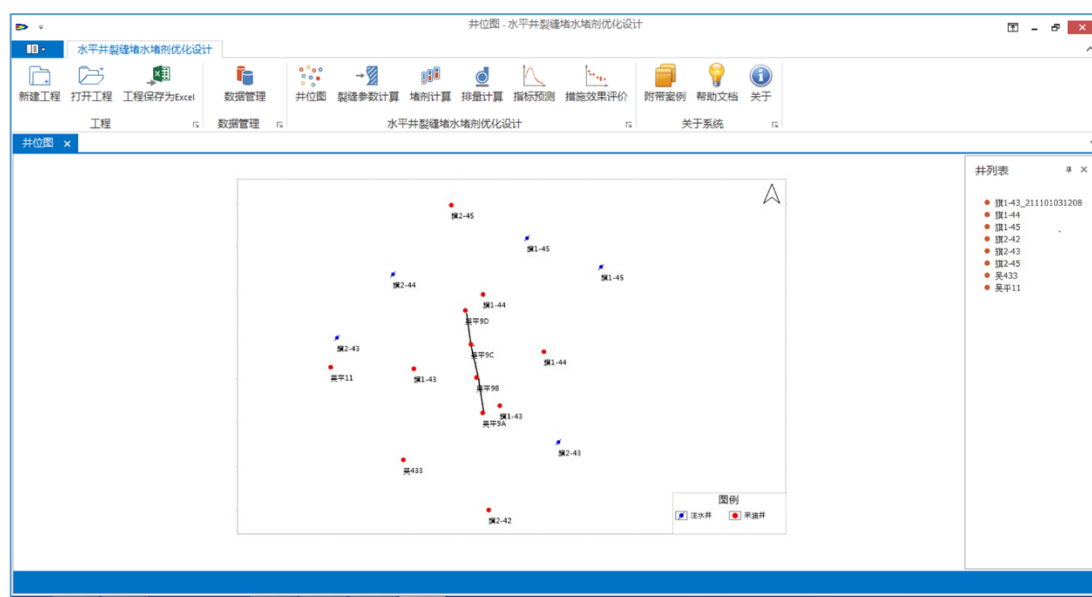 井位图 - 水平井裂缝堵水堵剂优化设计
水平井裂缝堵水堵剂优化设计
新建工程 打开工程 工程保存为Excel 数据管理 井位图 裂缝参数计算 堵剂计算 排量计算 指标预测 措施效果评价 附带案例 帮助文档 关于
工程 数据管理 水平井裂缝堵水堵剂优化设计 关于系统
井位图
井列表
旗1-43_211101031208
旗1-44
旗1-45
旗2-42
旗2-43
旗2-45
吴433
吴平11
旗2-45
旗1-45
旗1-45
旗2-44
旗1-44
吴平9D
旗2-43
吴平9C
旗1-44
吴平11
旗1-43
吴平9B
旗1-43
吴平9A
旗2-43
吴433
旗2-42
图例
注水井 采油井